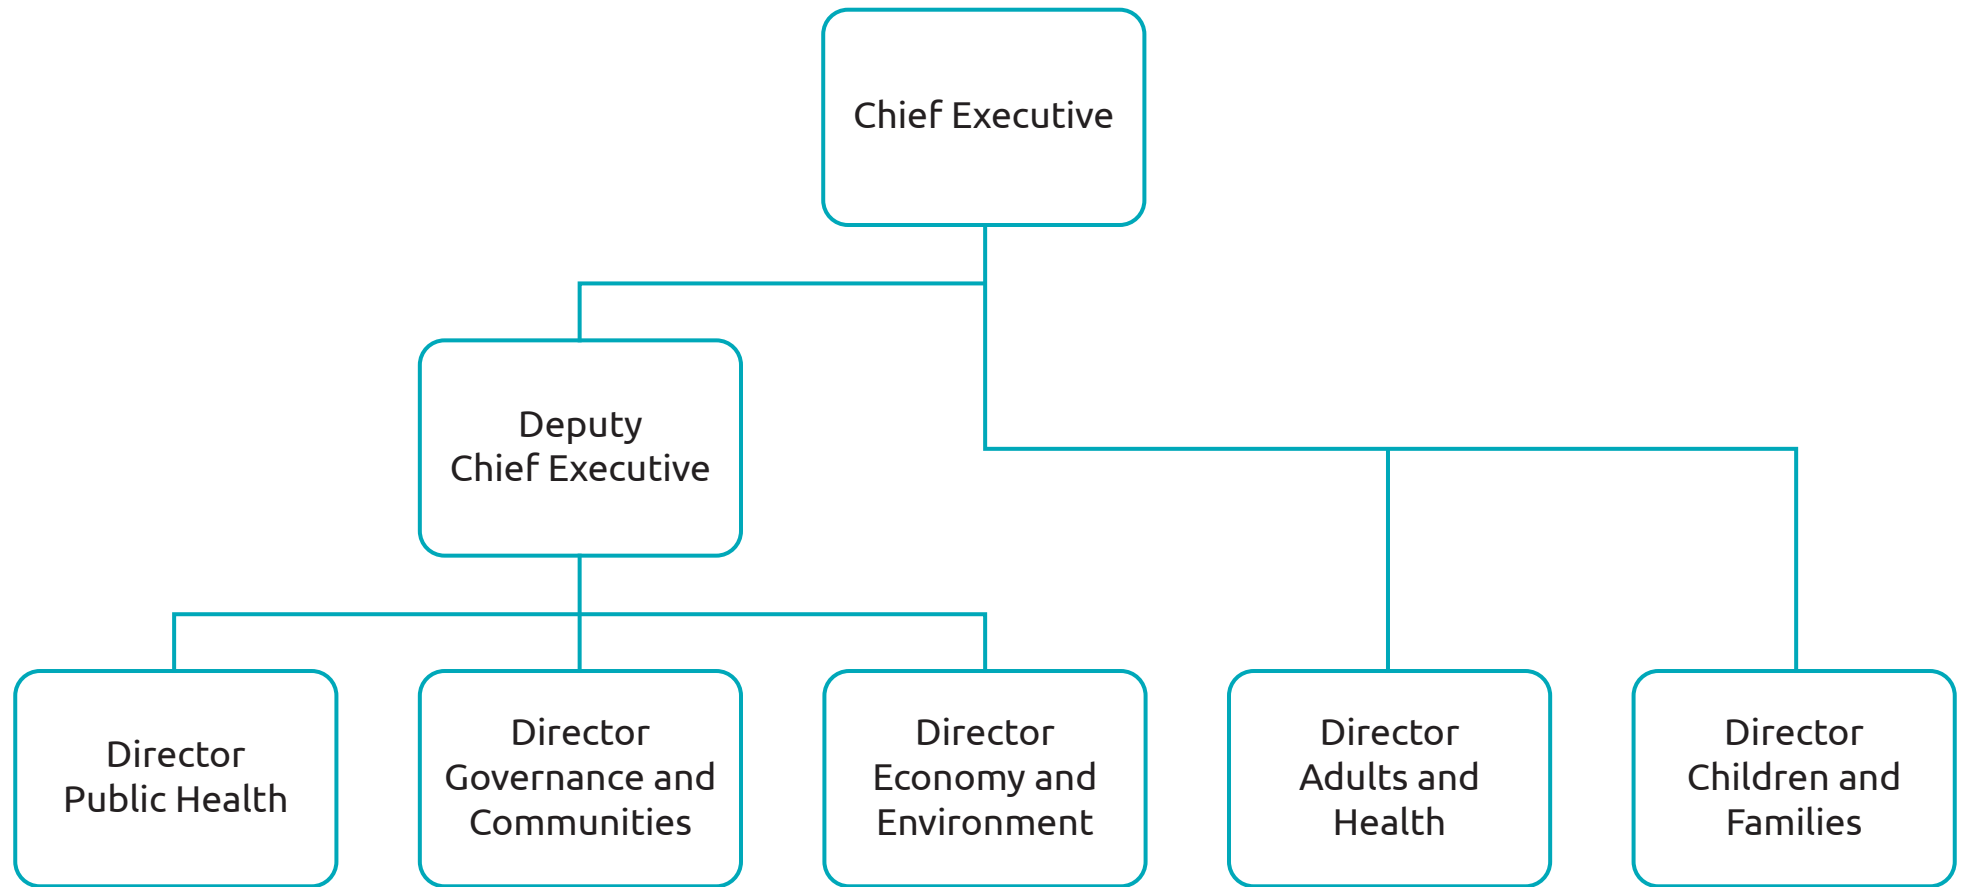 Chief Executive
Deputy
Chief Executive
Director
Public Health
Director
Governance and
Communities
Director
Economy and
Environment
Director
Adults and
Health
Director
Children and
Families